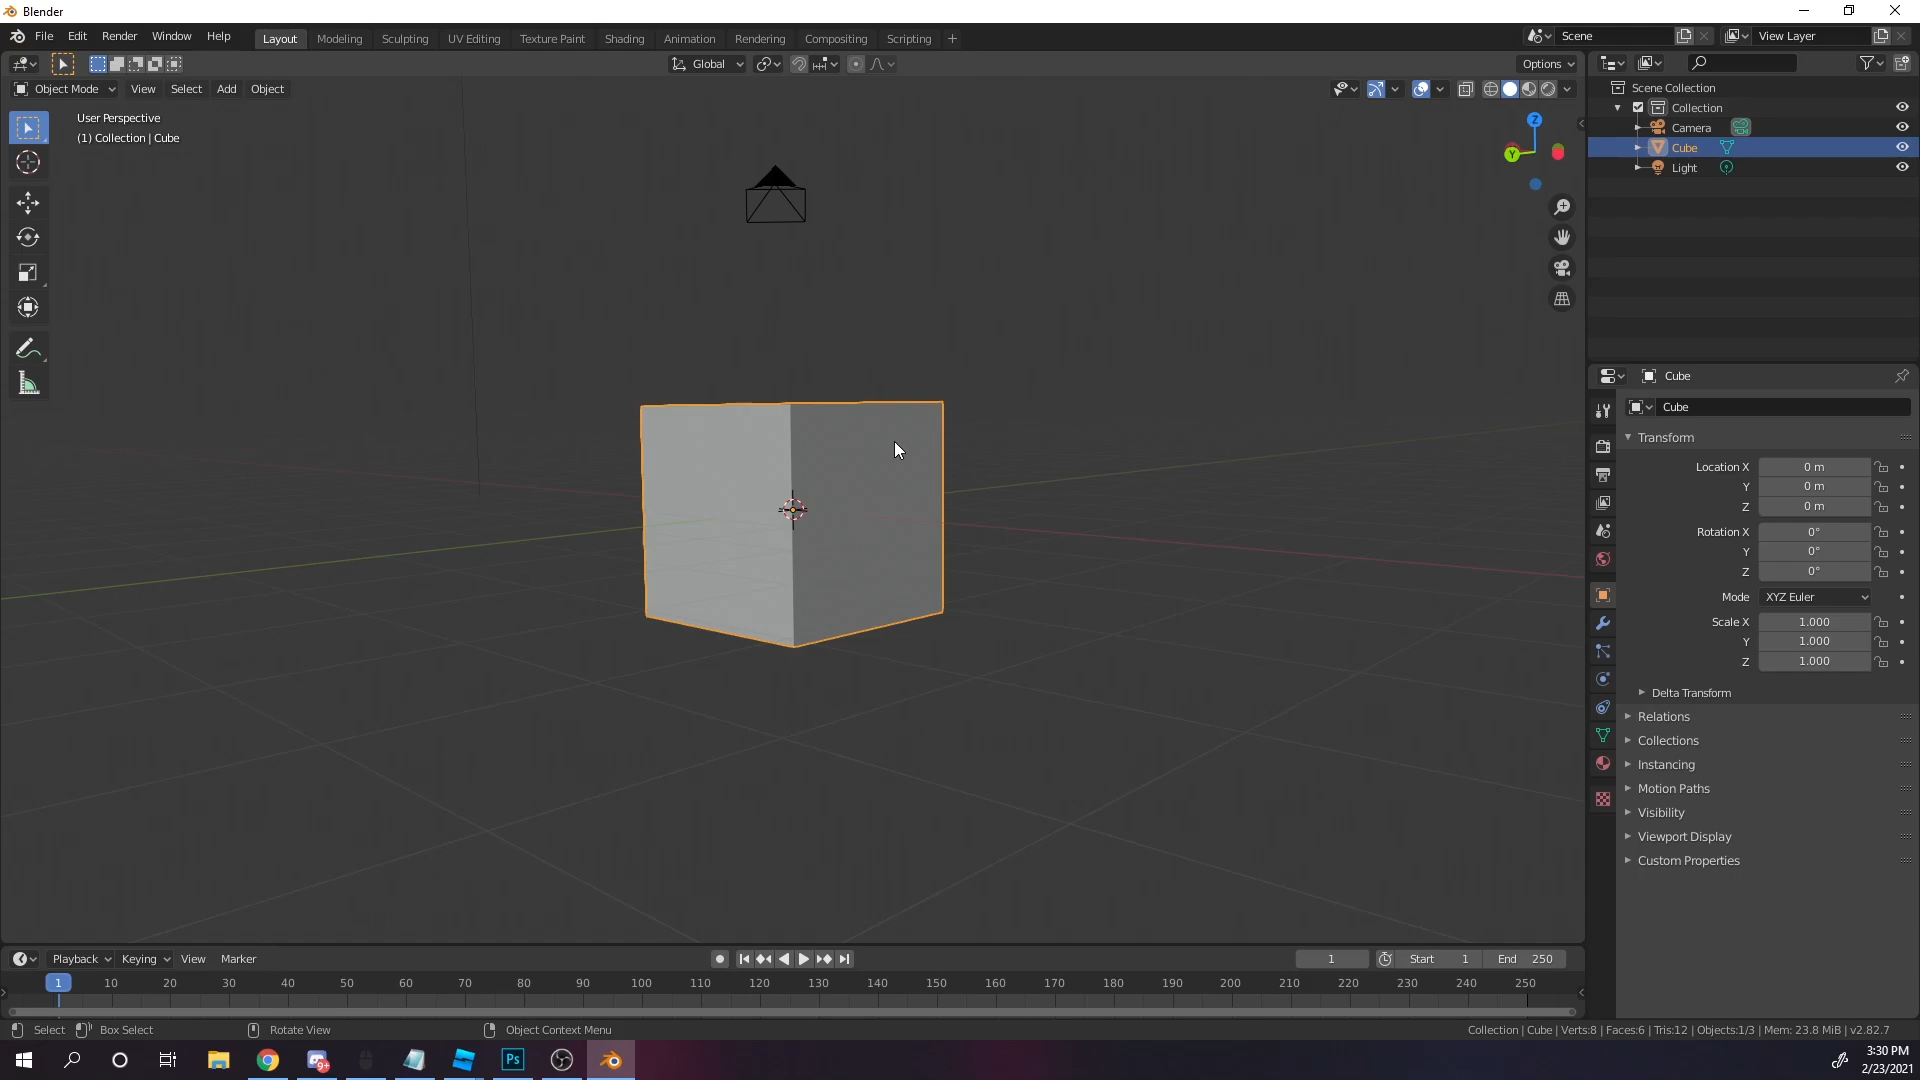 Blender
File Edit Render Window Help Layout Modeling Sculpting UV Editing Texture Paint Shading Animation Rendering Compositing Scripting + Scene View Layer
Global Options
Object Mode View Select Add Object
User Perspective
(1) Collection | Cube
Z
Y
Scene Collection
Collection
Camera
Cube
Light
Cube
Cube
Transform
Location X 0 m
Y 0 m
Z 0 m
Rotation X 0°
Y 0°
Z 0°
Mode XYZ Euler
Scale X 1.000
Y 1.000
Z 1.000
Delta Transform
Relations
Collections
Instancing
Motion Paths
Visibility
Viewport Display
Custom Properties
Playback Keying View Marker 1 Start 1 End 250
1 10 20 30 40 50 60 70 80 90 100 110 120 130 140 150 160 170 180 190 200 210 220 230 240 250
Select Box Select Rotate View Object Context Menu Collection | Cube | Verts:8 | Faces:6 | Tris:12 | Objects:1/3 | Mem: 23.8 MiB | v2.82.7
9+ Ps
3:30 PM
2/23/2021